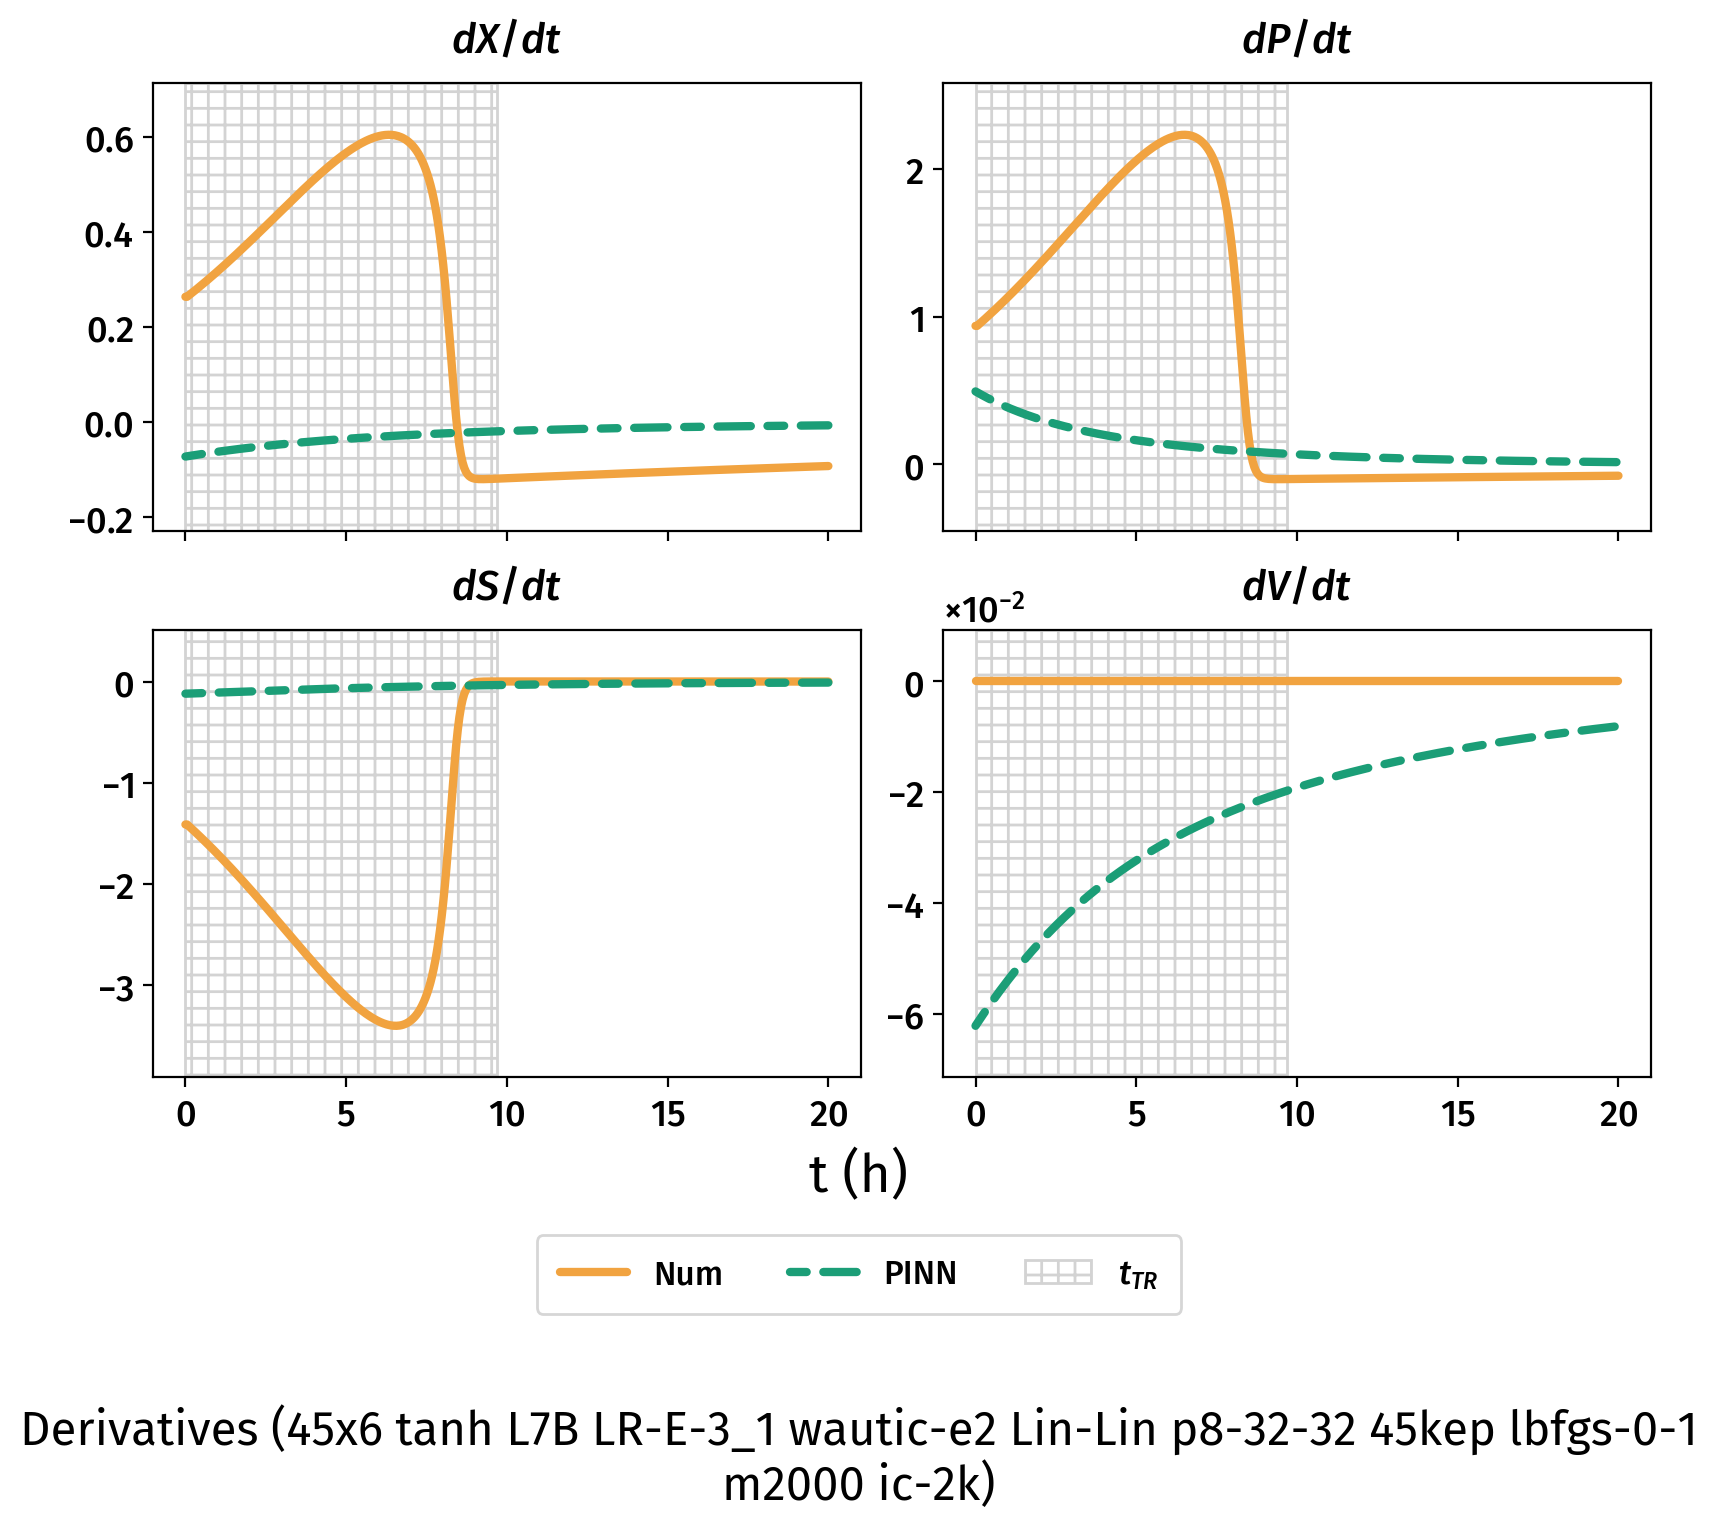 dX/dt
dP/dt
0.6
0.4
0.2
0.0
−0.2
2
1
0
dS/dt
dV/dt
×10⁻²
0
−1
−2
−3
0
−2
−4
−6
0 5 10 15 20
0 5 10 15 20
t (h)
Num PINN t_TR
Derivatives (45x6 tanh L7B LR-E-3_1 wautic-e2 Lin-Lin p8-32-32 45kep lbfgs-0-1
m2000 ic-2k)